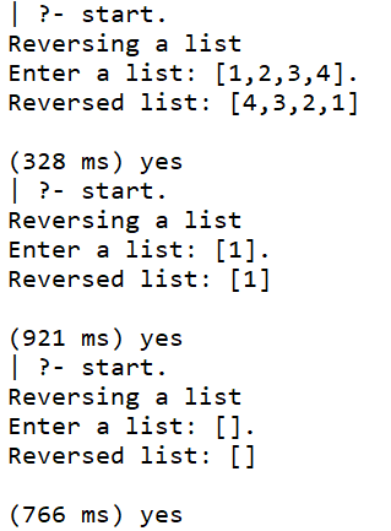 | ?- start.
Reversing a list
Enter a list: [1,2,3,4].
Reversed list: [4,3,2,1]

(328 ms) yes
| ?- start.
Reversing a list
Enter a list: [1].
Reversed list: [1]

(921 ms) yes
| ?- start.
Reversing a list
Enter a list: [].
Reversed list: []

(766 ms) yes